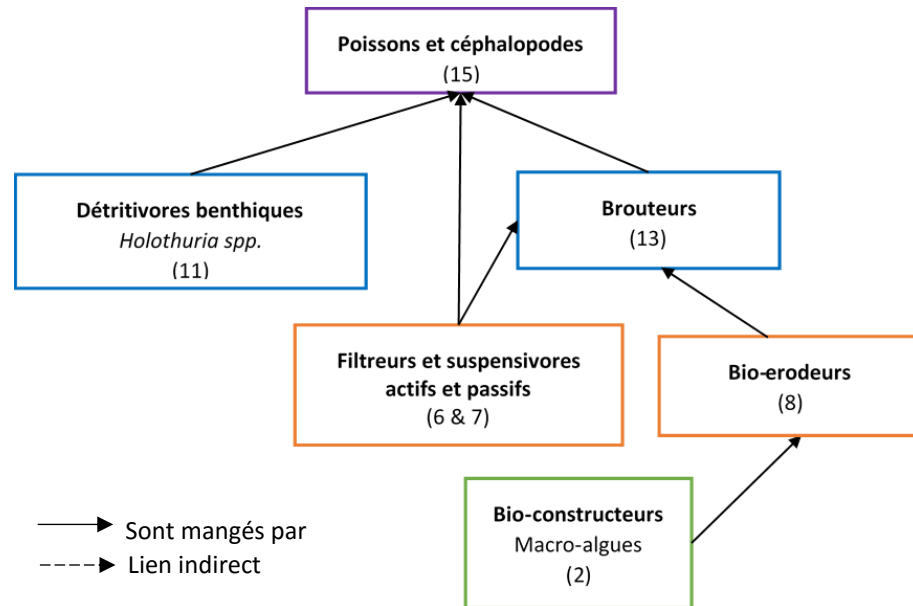 Poissons et céphalopodes
(15)
Détritivores benthiques
Holothuria spp.
(11)
Brouteurs
(13)
Filtreurs et suspensivores
actifs et passifs
(6 & 7)
Bio-erodeurs
(8)
Bio-constructeurs
Macro-algues
(2)
Sont mangés par
Lien indirect